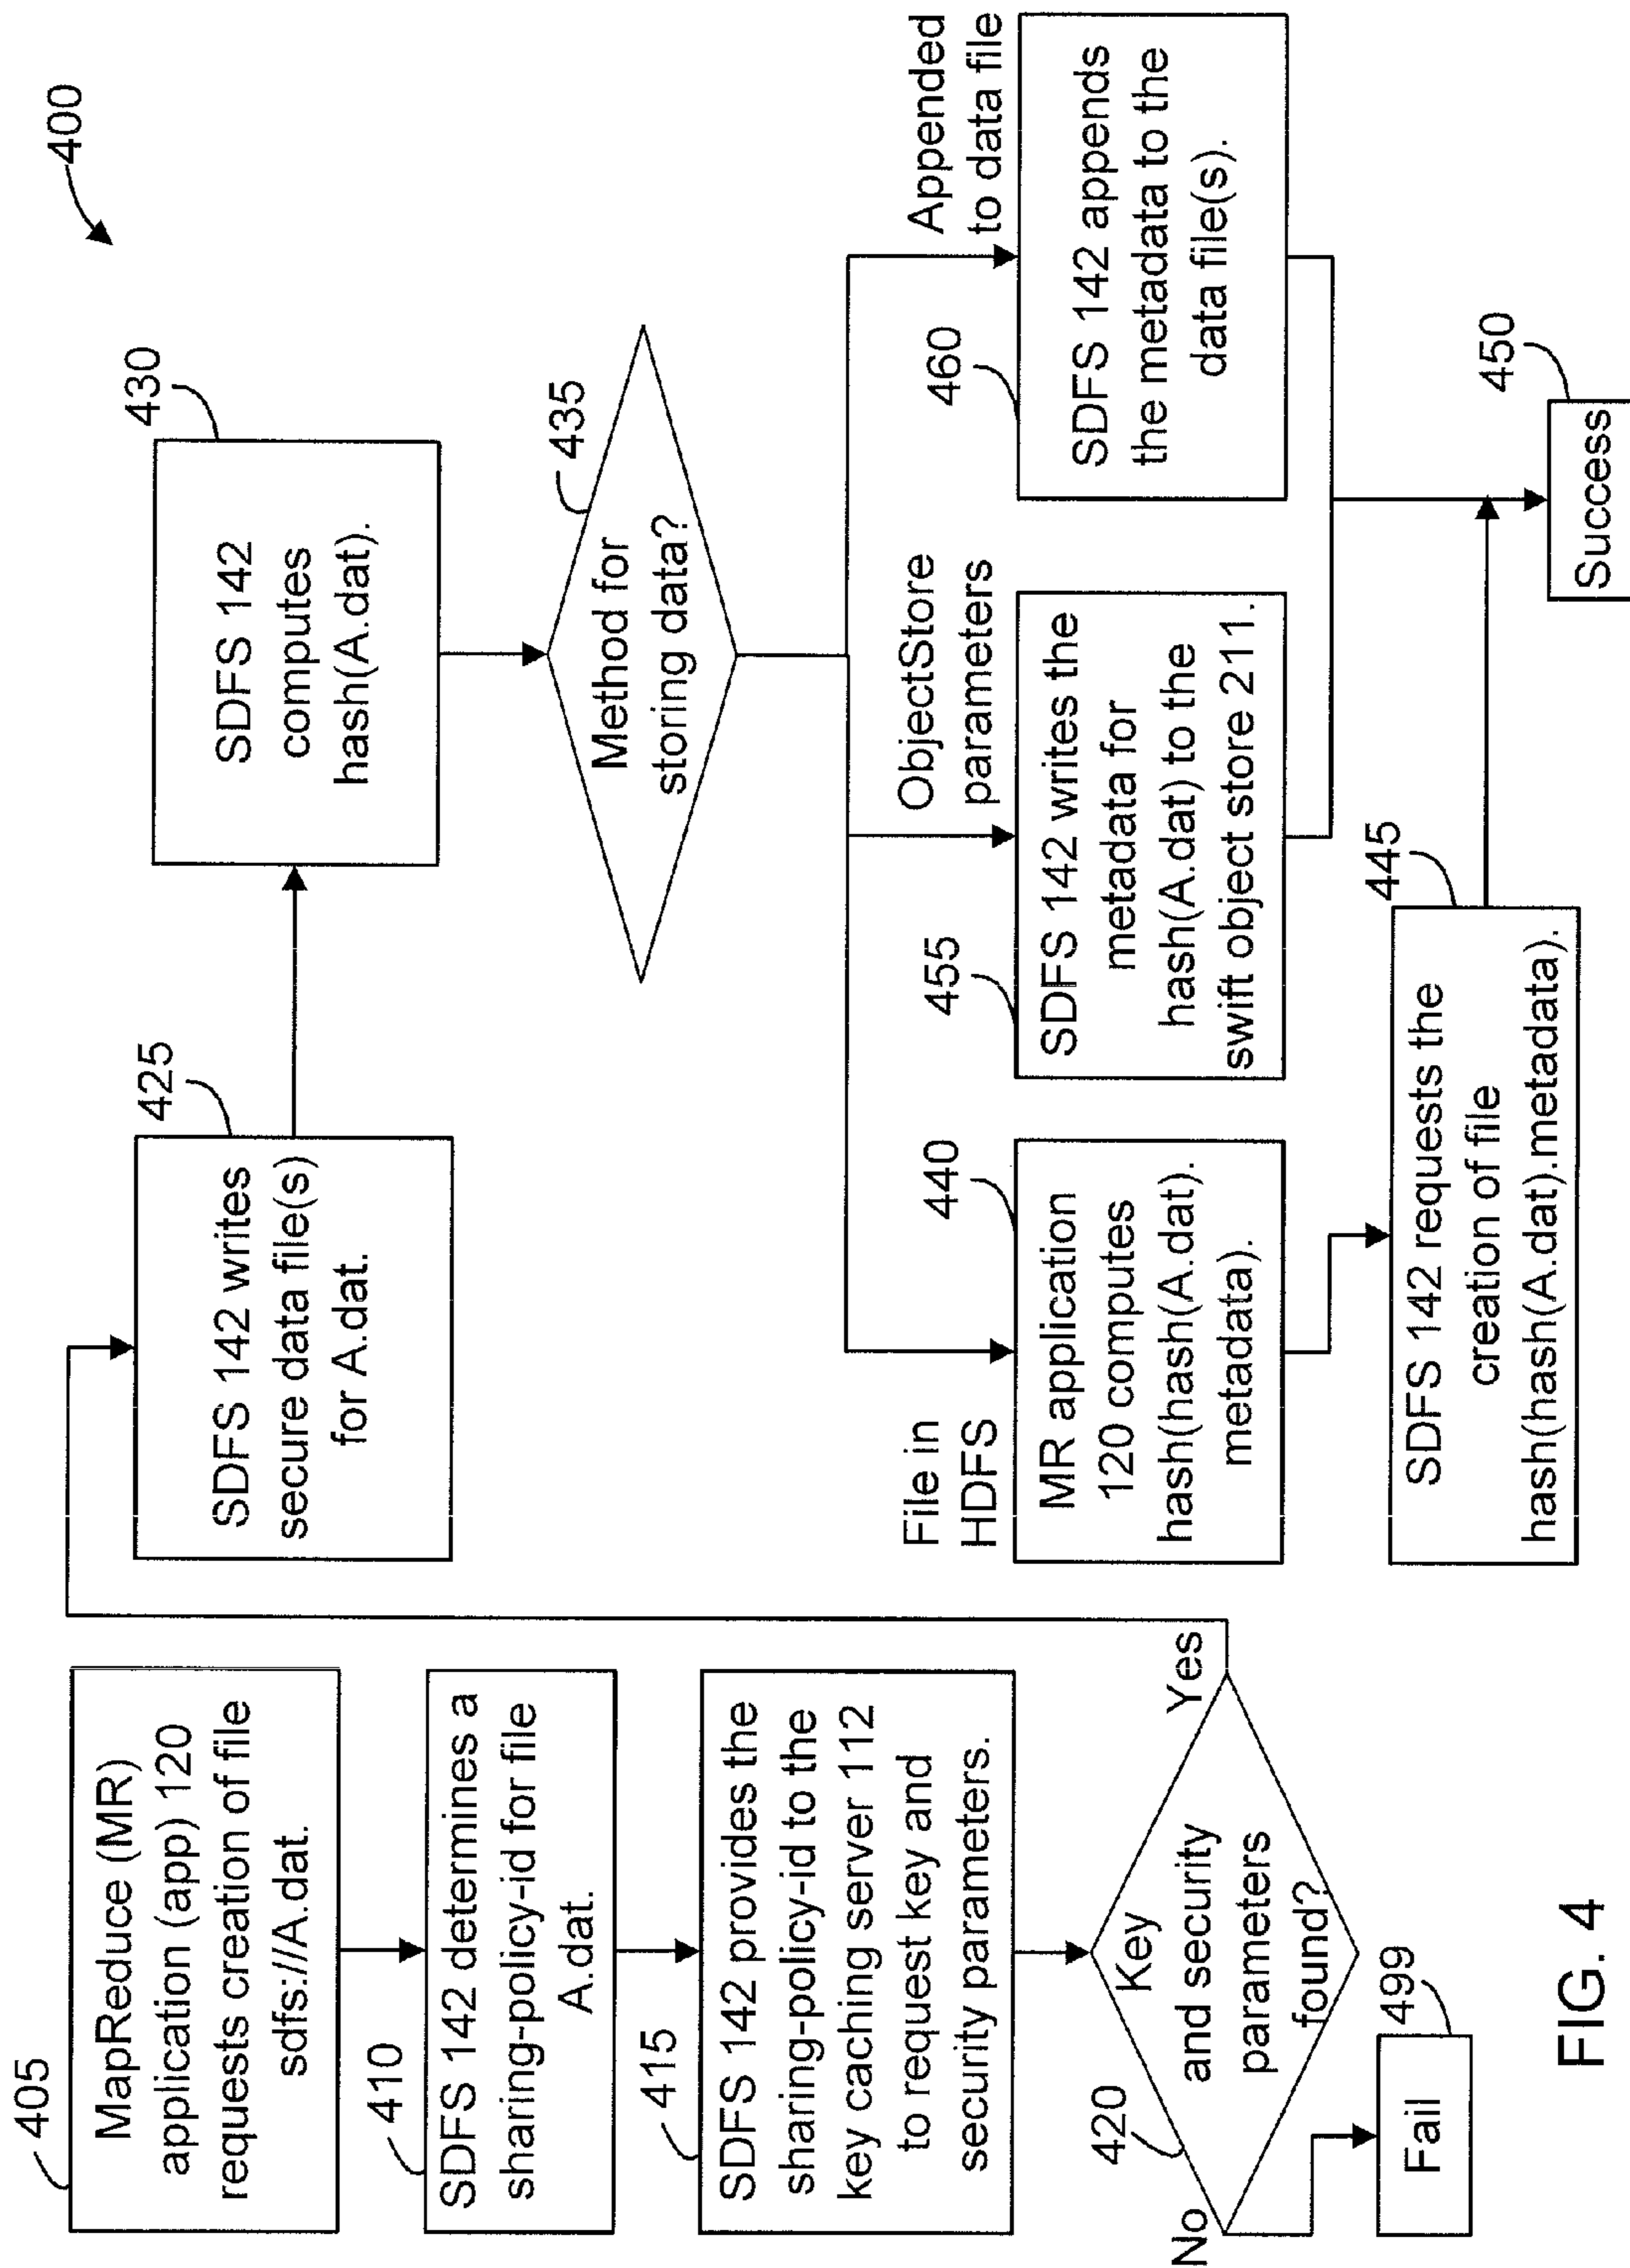 400
405
MapReduce (MR)
application (app) 120
requests creation of file
sdfs://A.dat.
410
SDFS 142 determines a
sharing-policy-id for file
A.dat.
415
SDFS 142 provides the
sharing-policy-id to the
key caching server 112
to request key and
security parameters.
420
Key
and security
parameters
found?
No
Yes
Fail
499
425
SDFS 142 writes
secure data file(s)
for A.dat.
430
SDFS 142
computes
hash(A.dat).
435
Method for
storing data?
File in
HDFS
440
MR application
120 computes
hash(hash(A.dat).
metadata).
445
SDFS 142 requests the
creation of file
hash(hash(A.dat).metadata).
ObjectStore
parameters
455
SDFS 142 writes the
metadata for
hash(A.dat) to the
swift object store 211.
Appended
to data file
460
SDFS 142 appends
the metadata to the
data file(s).
450
Success
FIG. 4